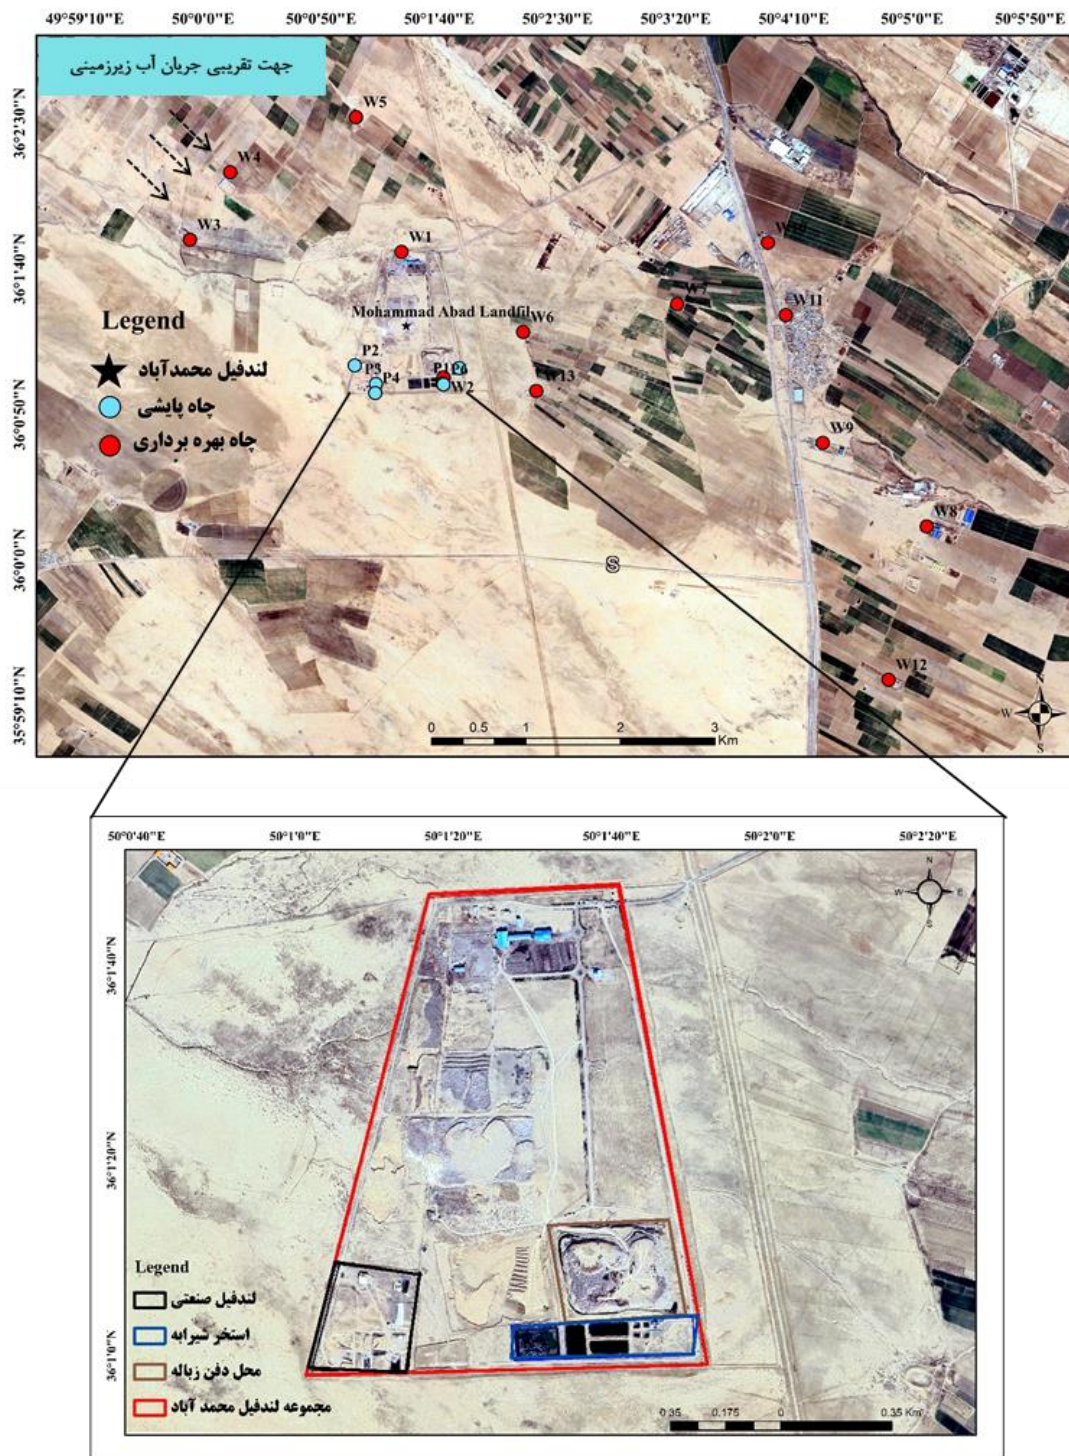 49°59'10"E 50°0'0"E 50°0'50"E 50°1'40"E 50°2'30"E 50°3'20"E 50°4'10"E 50°5'0"E 50°5'50"E
جهت تقریبی جریان آب زیرزمینی
36°2'30"N
36°1'40"N
36°0'50"N
36°0'0"N
35°59'10"N
W5
W4
W3
W1
W10
W7
W11
Mohammad Abad Landfil
W6
P2
P3
P4
P1
P6
W2
W13
W9
W8
W12
Legend
لندفیل محمدآباد
چاه پایشی
چاه بهره برداری
S
N
W
S
0 0.5 1 2 3
Km
50°0'40"E 50°1'0"E 50°1'20"E 50°1'40"E 50°2'0"E 50°2'20"E
N
W E
S
36°1'40"N
36°1'20"N
36°1'0"N
Legend
لندفیل صنعتی
استخر شیرابه
محل دفن زباله
مجموعه لندفیل محمد آباد
0.35 0.175 0 0.35 Km